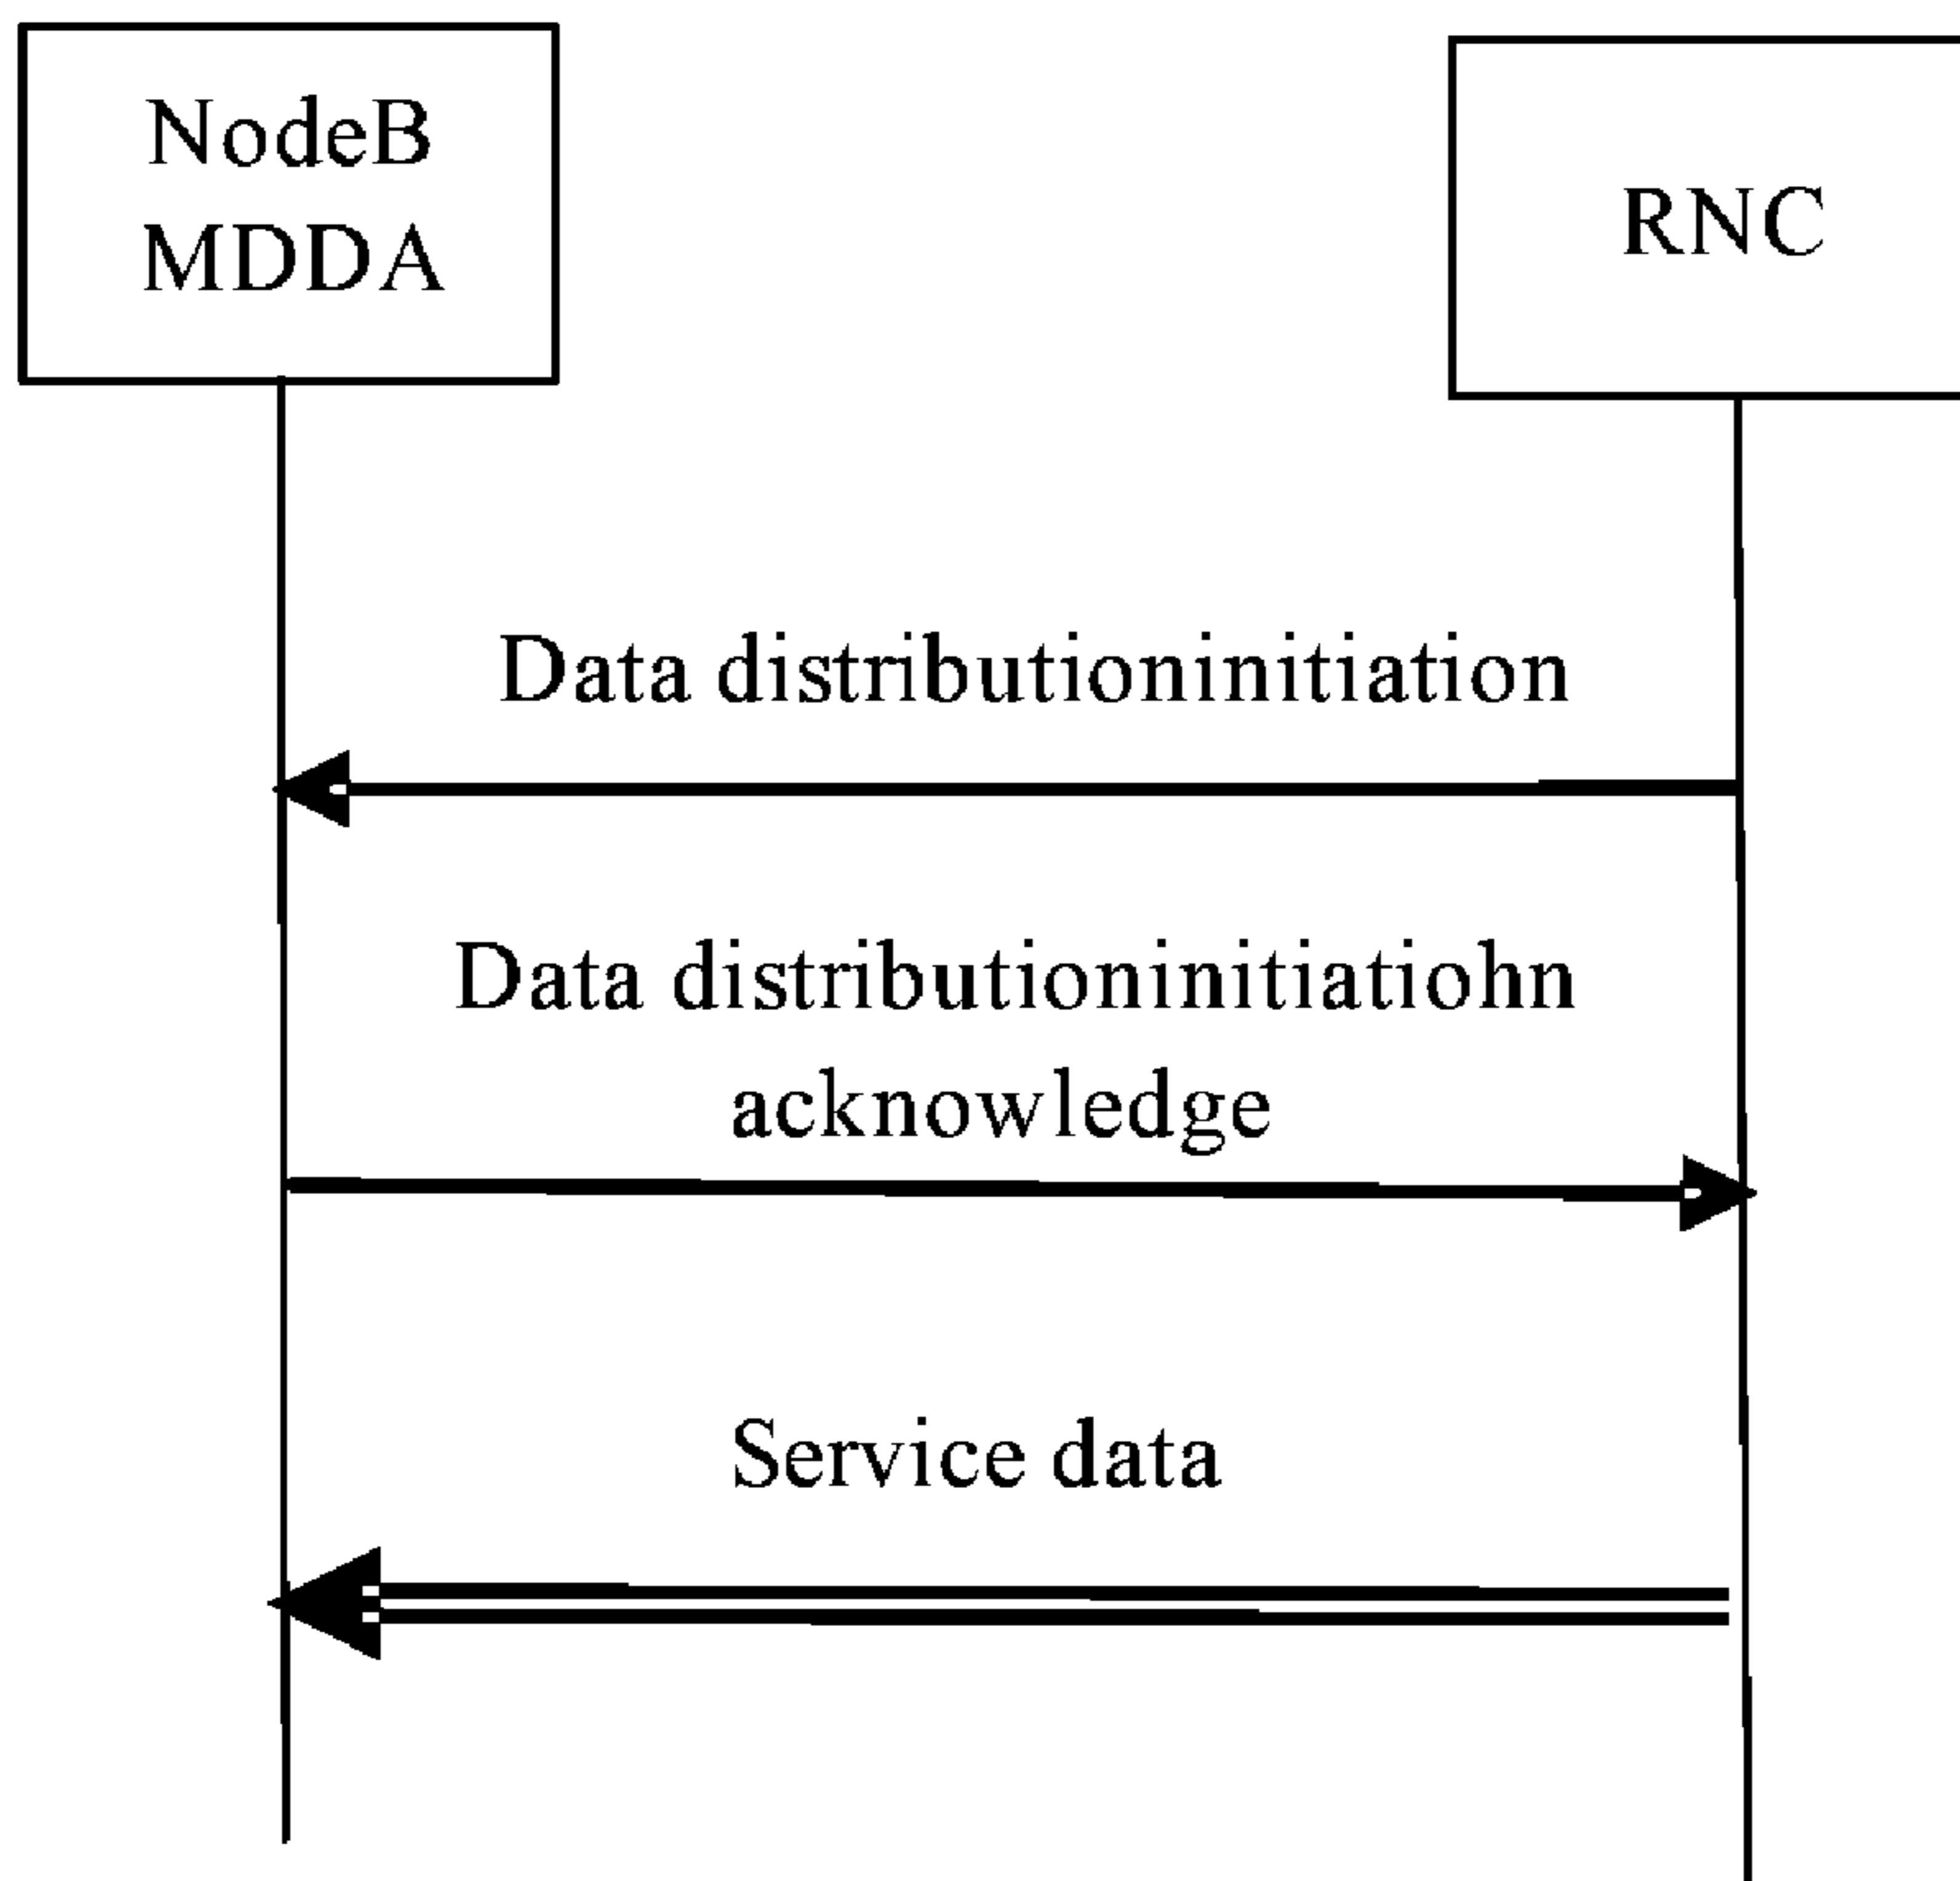 NodeB
MDDA
RNC
Data distributioninitiation
Data distributioninitiatiohn
acknowledge
Service data